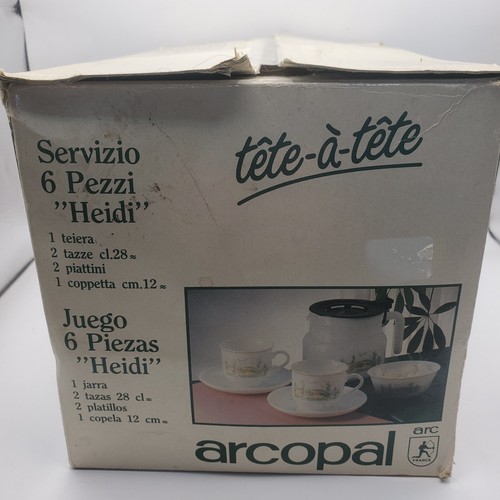 tête-à-tête
Servizio
6 Pezzi
”Heidi”
1 teiera
2 tazze cl.28≈
2 piattini
1 coppetta cm.12≈
Juego
6 Piezas
”Heidi”
1 jarra
2 tazas 28 cl≈
2 platillos
1 copela 12 cm≈
arcopal
arc
FRANCE